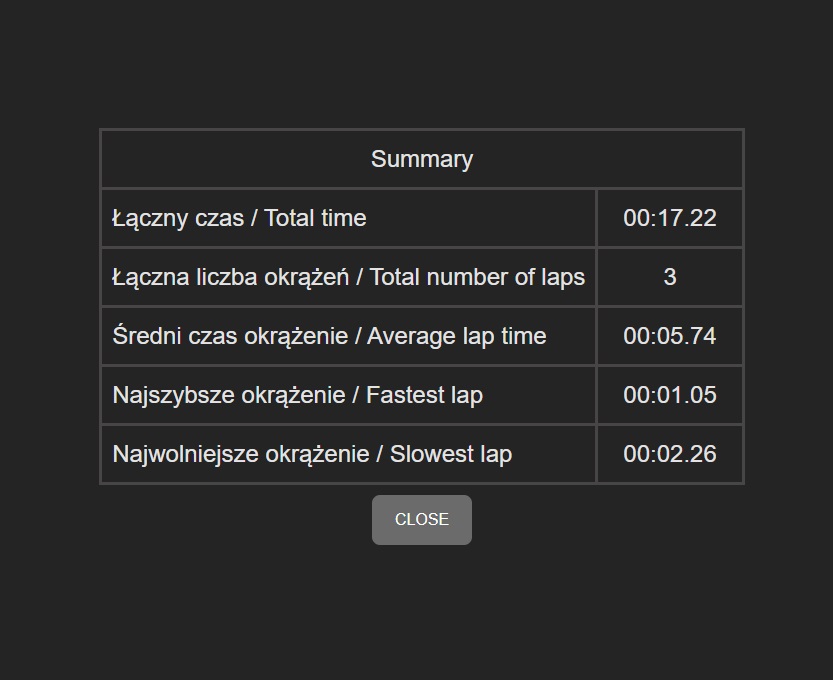 Summary
Łączny czas / Total time 00:17.22
Łączna liczba okrążeń / Total number of laps 3
Średni czas okrążenie / Average lap time 00:05.74
Najszybsze okrążenie / Fastest lap 00:01.05
Najwolniejsze okrążenie / Slowest lap 00:02.26
CLOSE